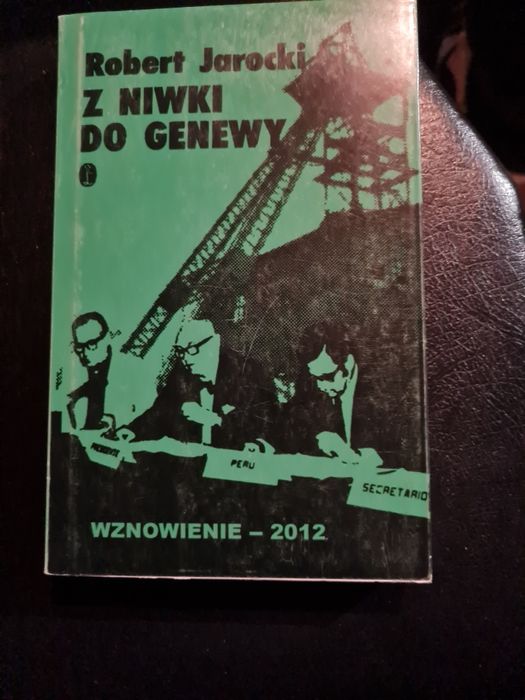 Robert Jarocki
Z NIWKI
DO GENEWY
PERU
SECRETARIO
WZNOWIENIE – 2012